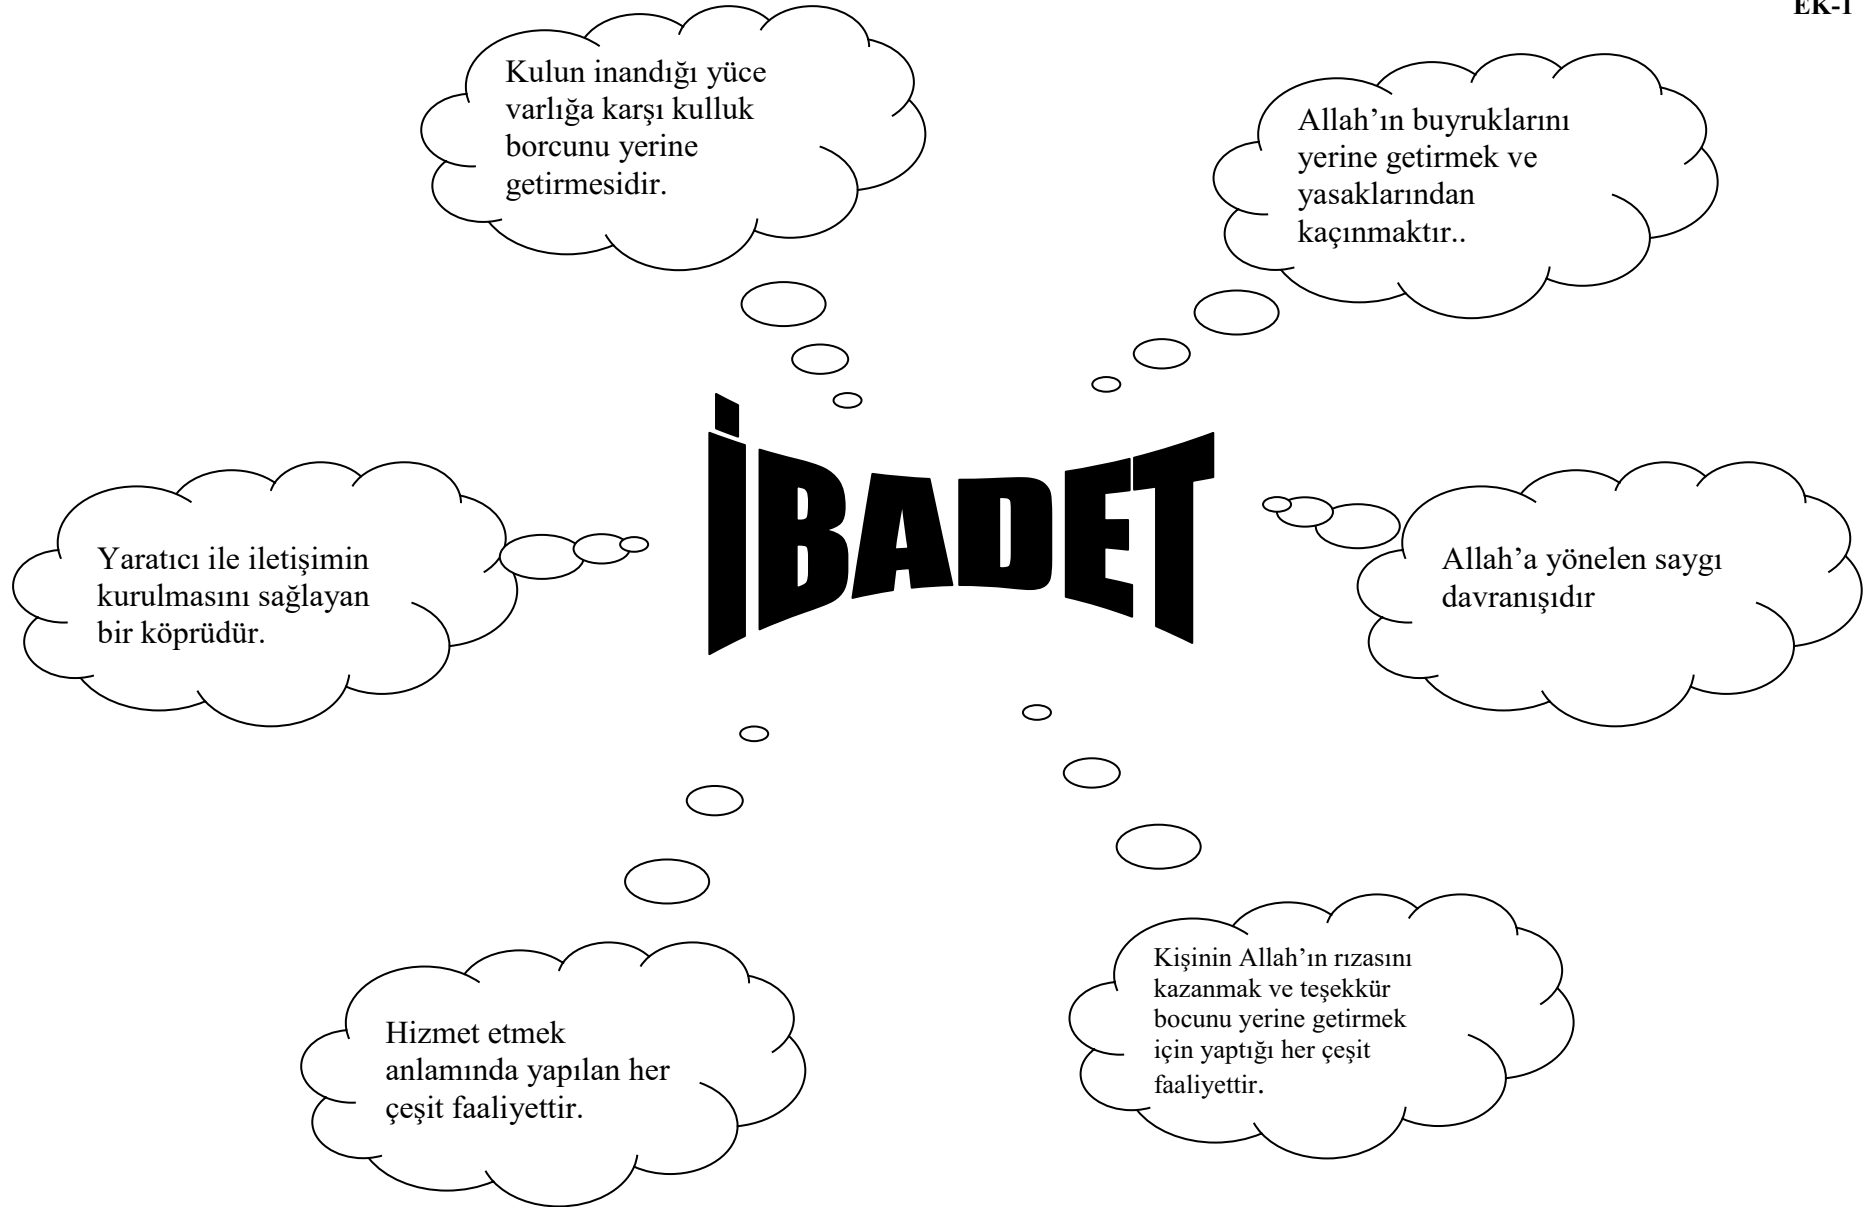 EK-1
Kulun inandığı yüce
varlığa karşı kulluk
borcunu yerine
getirmesidir.
Allah’ın buyruklarını
yerine getirmek ve
yasaklarından
kaçınmaktır..
İBADET
Yaratıcı ile iletişimin
kurulmasını sağlayan
bir köprüdür.
Allah’a yönelen saygı
davranışıdır
Hizmet etmek
anlamında yapılan her
çeşit faaliyettir.
Kişinin Allah’ın rızasını
kazanmak ve teşekkür
bocunu yerine getirmek
için yaptığı her çeşit
faaliyettir.